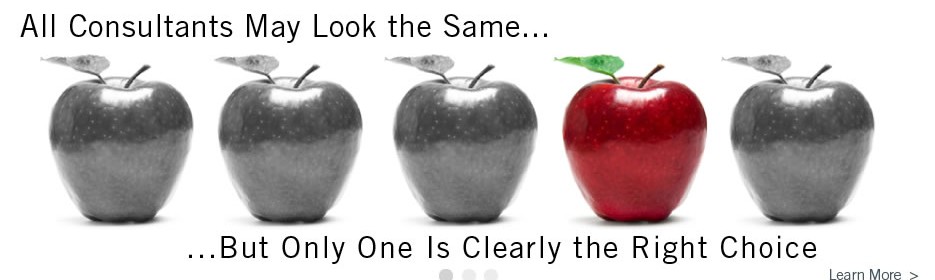 All Consultants May Look the Same...
...But Only One Is Clearly the Right Choice
Learn More >